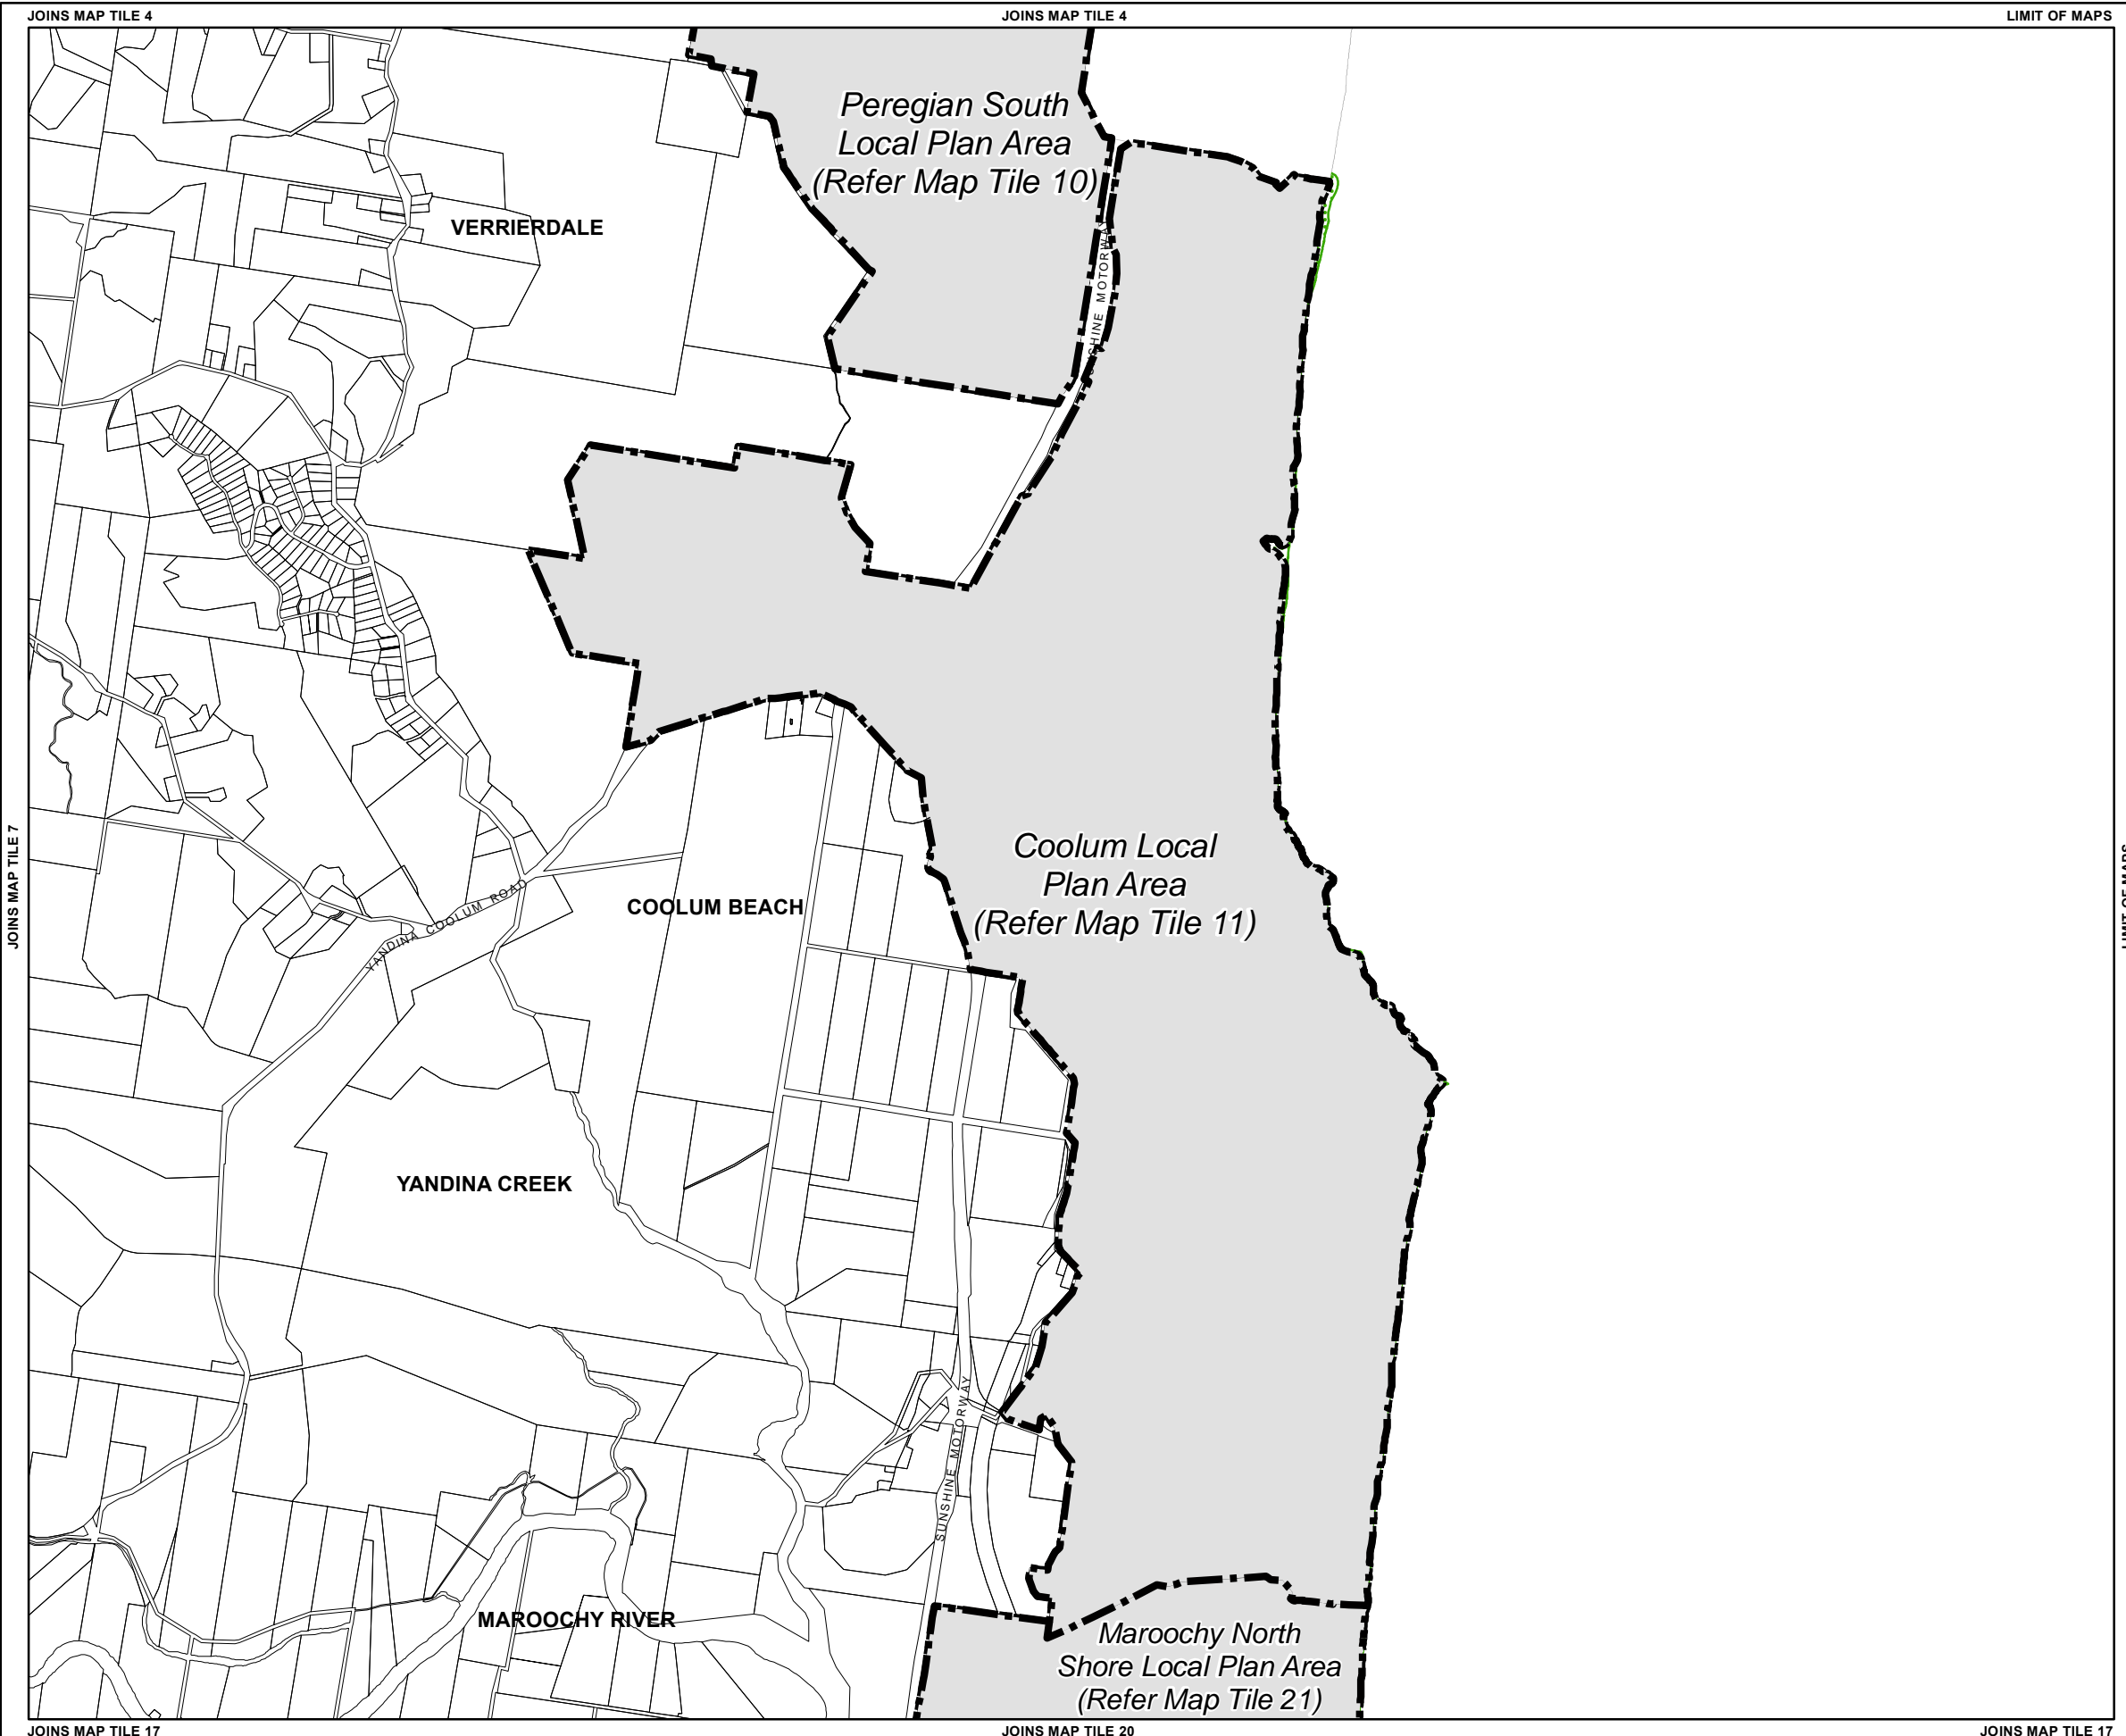 JOINS MAP TILE 4
JOINS MAP TILE 4
LIMIT OF MAPS
Peregian South
Local Plan Area
(Refer Map Tile 10)
VERRIERDALE
SUNSHINE MOTORWAY
JOINS MAP TILE 7
LIMIT OF MAPS
Coolum Local
Plan Area
(Refer Map Tile 11)
COOLUM BEACH
YANDINA COOLUM ROAD
YANDINA CREEK
SUNSHINE MOTORWAY
MAROOCHY RIVER
Maroochy North
Shore Local Plan Area
(Refer Map Tile 21)
JOINS MAP TILE 17
JOINS MAP TILE 20
JOINS MAP TILE 17